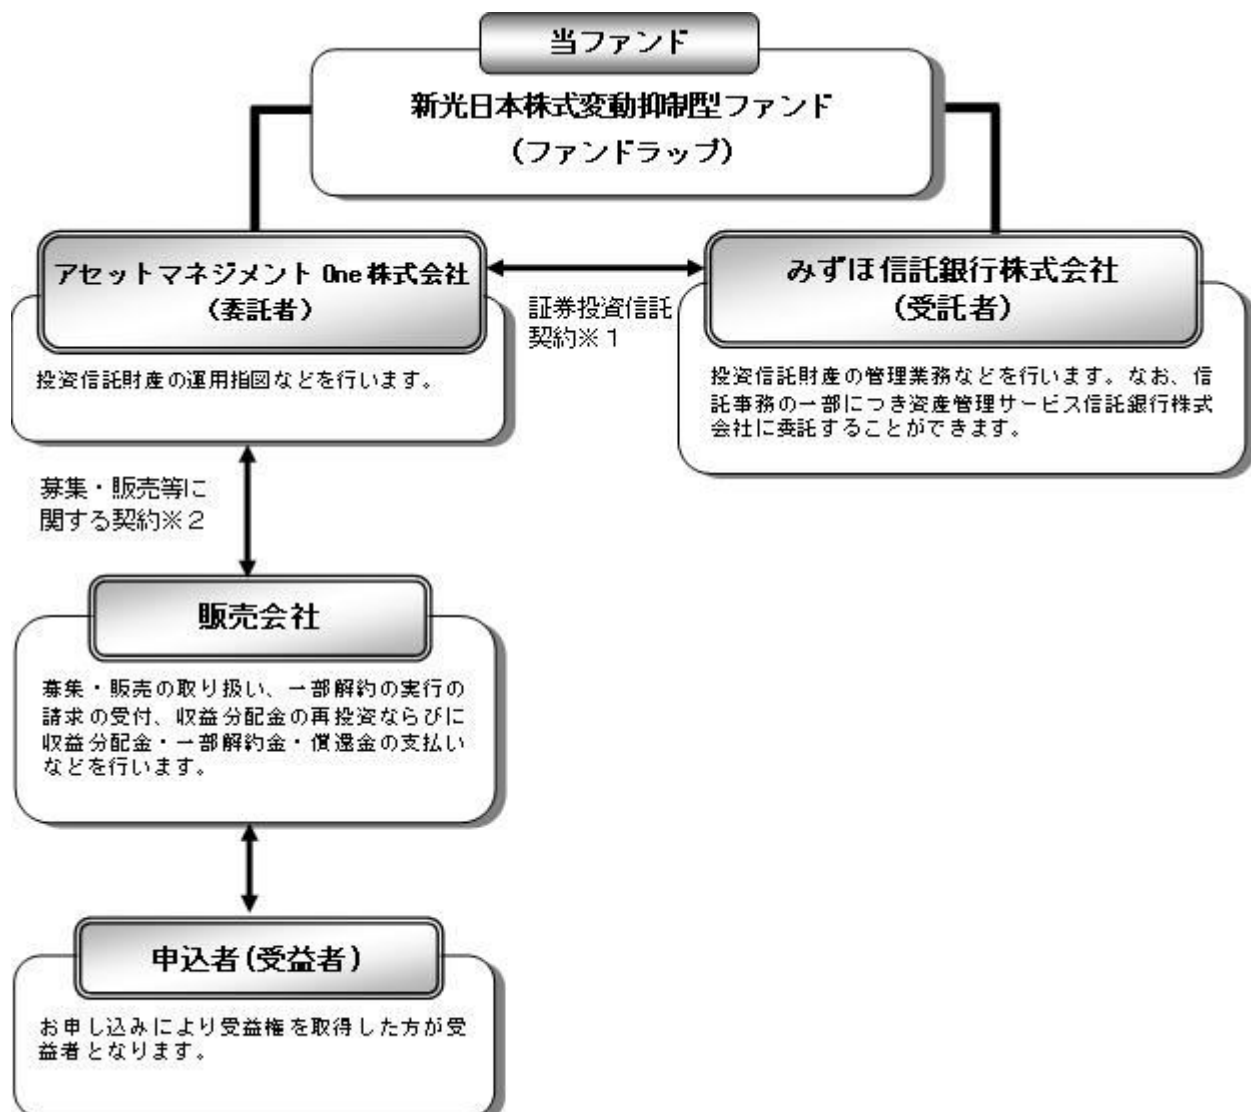 当ファンド
新光日本株式変動抑制型ファンド
（ファンドラップ）
アセットマネジメント One 株式会社
（委託者）
投資信託財産の運用指図などを行います。
証券投資信託
契約※１
みずほ信託銀行株式会社
(受託者)
投資信託財産の管理業務などを行います。なお、信
託事務の一部につき資産管理サービス信託銀行株式
会社に委託することができます。
募集・販売等に
関する契約※２
販売会社
募集・販売の取り扱い、一部解約の実行の
請求の受付、収益分配金の再投資ならびに
収益分配金・一部解約金・償還金の支払い
などを行います。
申込者(受益者)
お申し込みにより受益権を取得した方が受
益者となります。